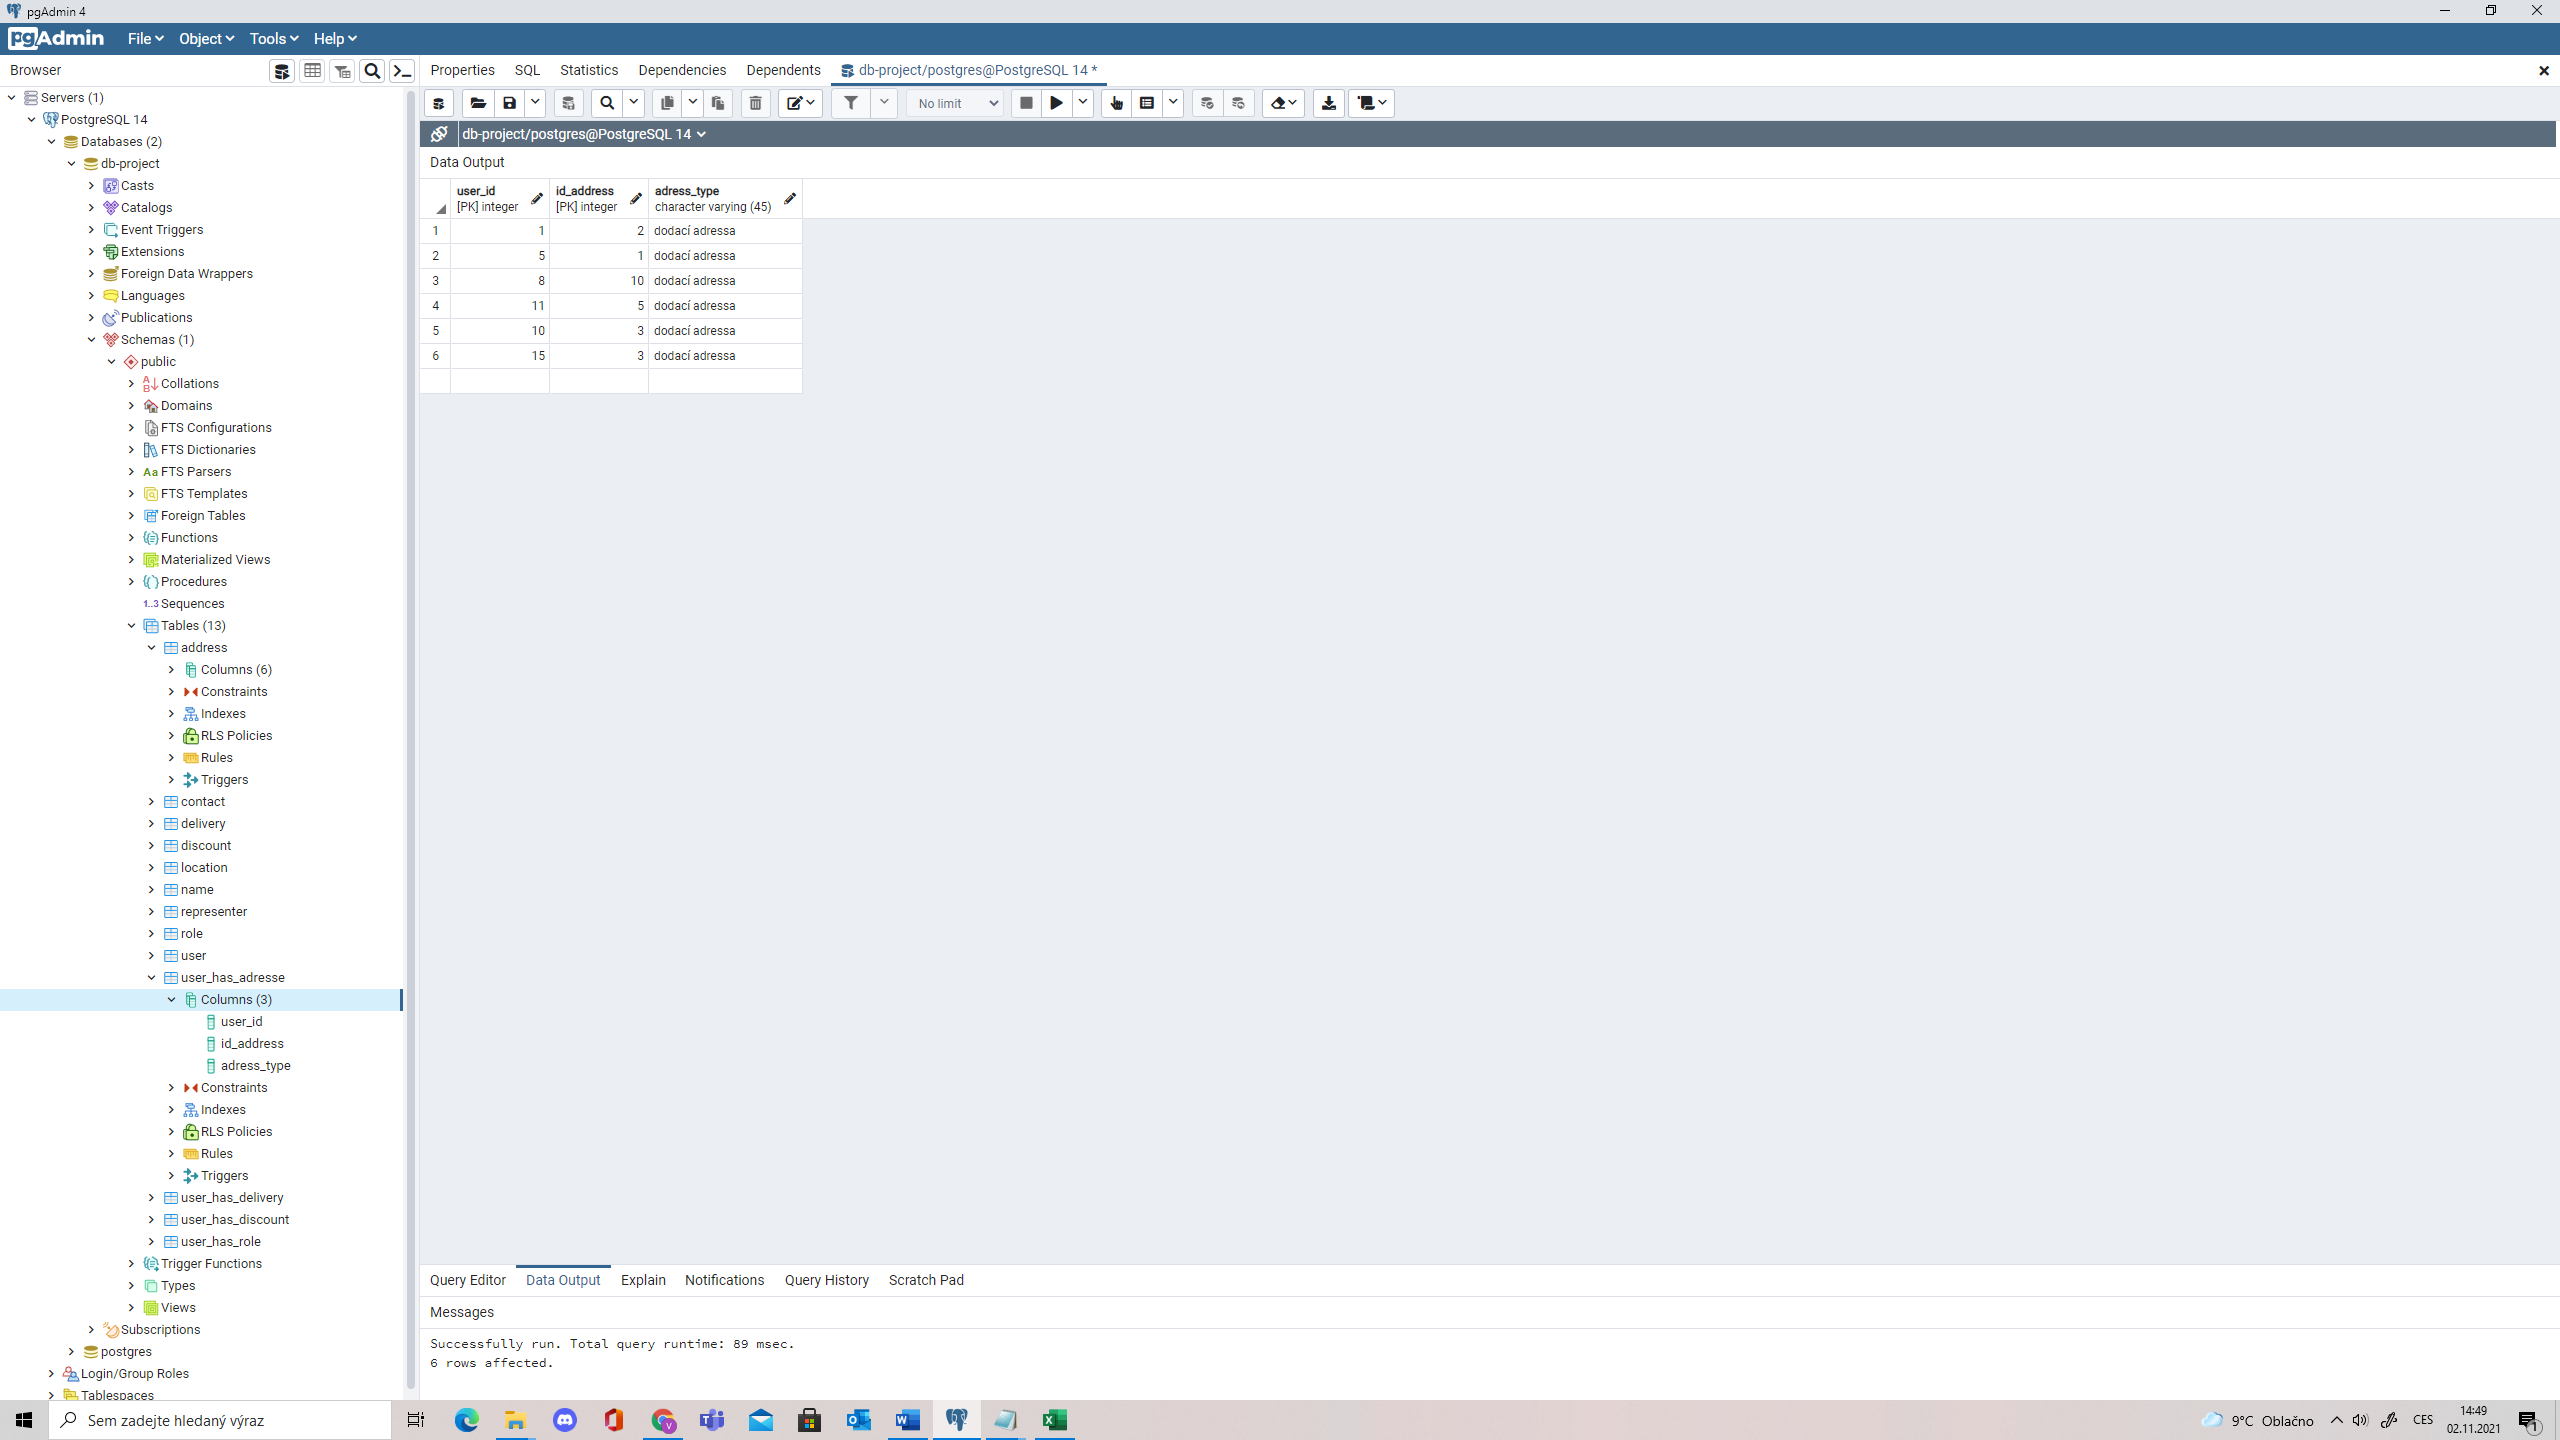 pgAdmin 4
pgAdmin File Object Tools Help
Browser
Properties SQL Statistics Dependencies Dependents db-project/postgres@PostgreSQL 14 *
No limit
db-project/postgres@PostgreSQL 14
Servers (1)
PostgreSQL 14
Databases (2)
db-project
Casts
Catalogs
Event Triggers
Extensions
Foreign Data Wrappers
Languages
Publications
Schemas (1)
public
Collations
Domains
FTS Configurations
FTS Dictionaries
Aa FTS Parsers
FTS Templates
Foreign Tables
Functions
Materialized Views
Procedures
1..3 Sequences
Tables (13)
address
Columns (6)
Constraints
Indexes
RLS Policies
Rules
Triggers
contact
delivery
discount
location
name
representer
role
user
user_has_adresse
Columns (3)
user_id
id_address
adress_type
Constraints
Indexes
RLS Policies
Rules
Triggers
user_has_delivery
user_has_discount
user_has_role
Trigger Functions
Types
Views
Subscriptions
postgres
Login/Group Roles
Tablespaces
Data Output
user_id id_address adress_type
[PK] integer [PK] integer character varying (45)
1 1 2 dodací adressa
2 5 1 dodací adressa
3 8 10 dodací adressa
4 11 5 dodací adressa
5 10 3 dodací adressa
6 15 3 dodací adressa
Query Editor Data Output Explain Notifications Query History Scratch Pad
Messages
Successfully run. Total query runtime: 89 msec.
6 rows affected.
Sem zadejte hledaný výraz
9°C Oblačno CES 14:49
02.11.2021
1